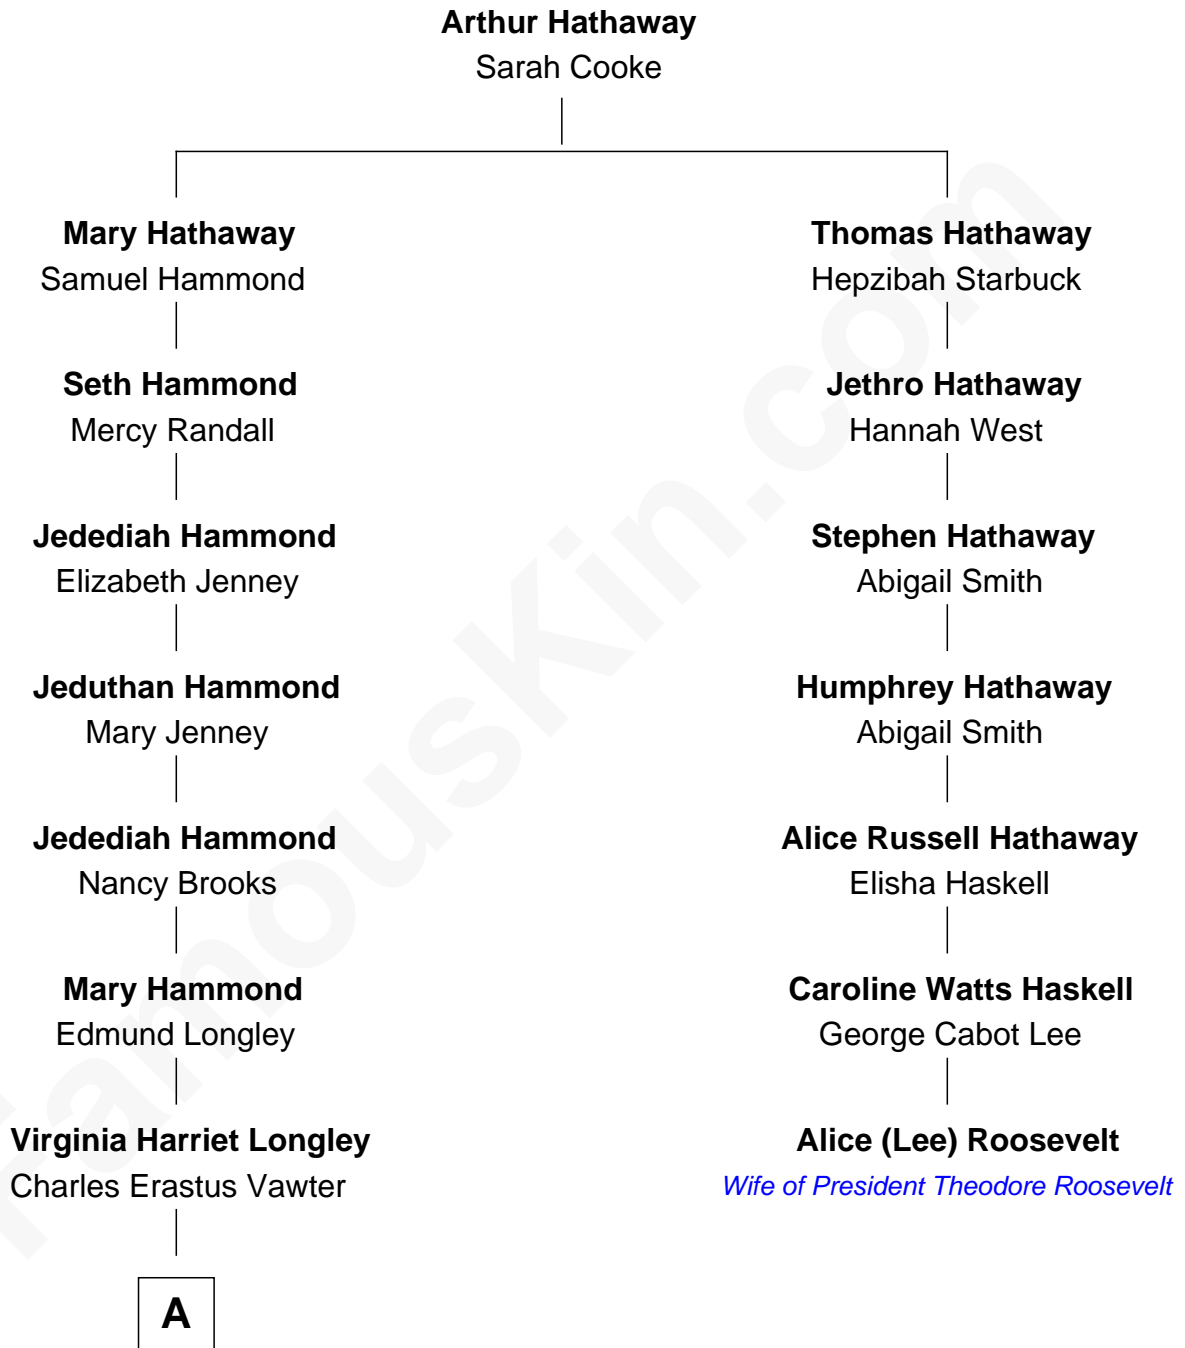 Arthur Hathaway
Sarah Cooke
Mary Hathaway
Samuel Hammond
Seth Hammond
Mercy Randall
Jedediah Hammond
Elizabeth Jenney
Jeduthan Hammond
Mary Jenney
Jedediah Hammond
Nancy Brooks
Mary Hammond
Edmund Longley
Virginia Harriet Longley
Charles Erastus Vawter
A
Thomas Hathaway
Hepzibah Starbuck
Jethro Hathaway
Hannah West
Stephen Hathaway
Abigail Smith
Humphrey Hathaway
Abigail Smith
Alice Russell Hathaway
Elisha Haskell
Caroline Watts Haskell
George Cabot Lee
Alice (Lee) Roosevelt
Wife of President Theodore Roosevelt
FamousKin.com